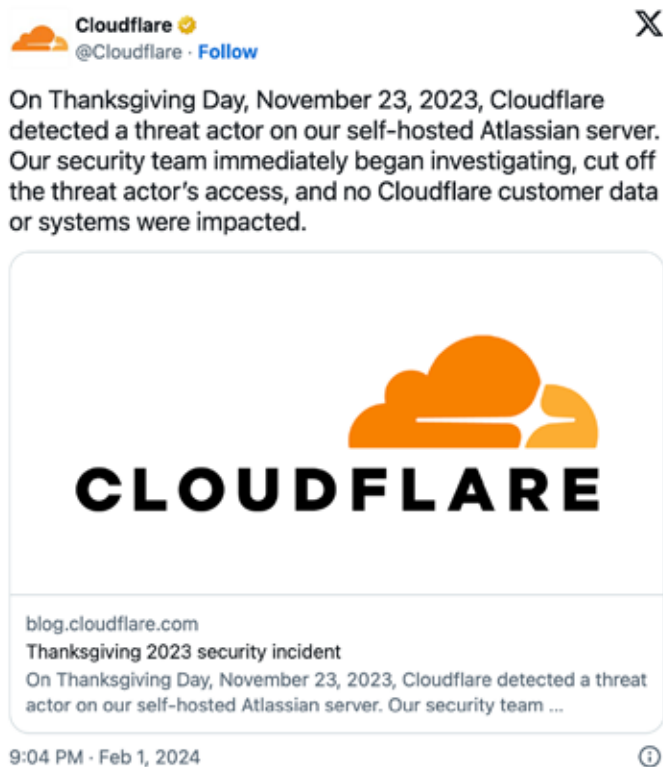 Cloudflare
@Cloudflare · Follow
On Thanksgiving Day, November 23, 2023, Cloudflare
detected a threat actor on our self-hosted Atlassian server.
Our security team immediately began investigating, cut off
the threat actor’s access, and no Cloudflare customer data
or systems were impacted.
CLOUDFLARE
blog.cloudflare.com
Thanksgiving 2023 security incident
On Thanksgiving Day, November 23, 2023, Cloudflare detected a threat
actor on our self-hosted Atlassian server. Our security team ...
9:04 PM · Feb 1, 2024